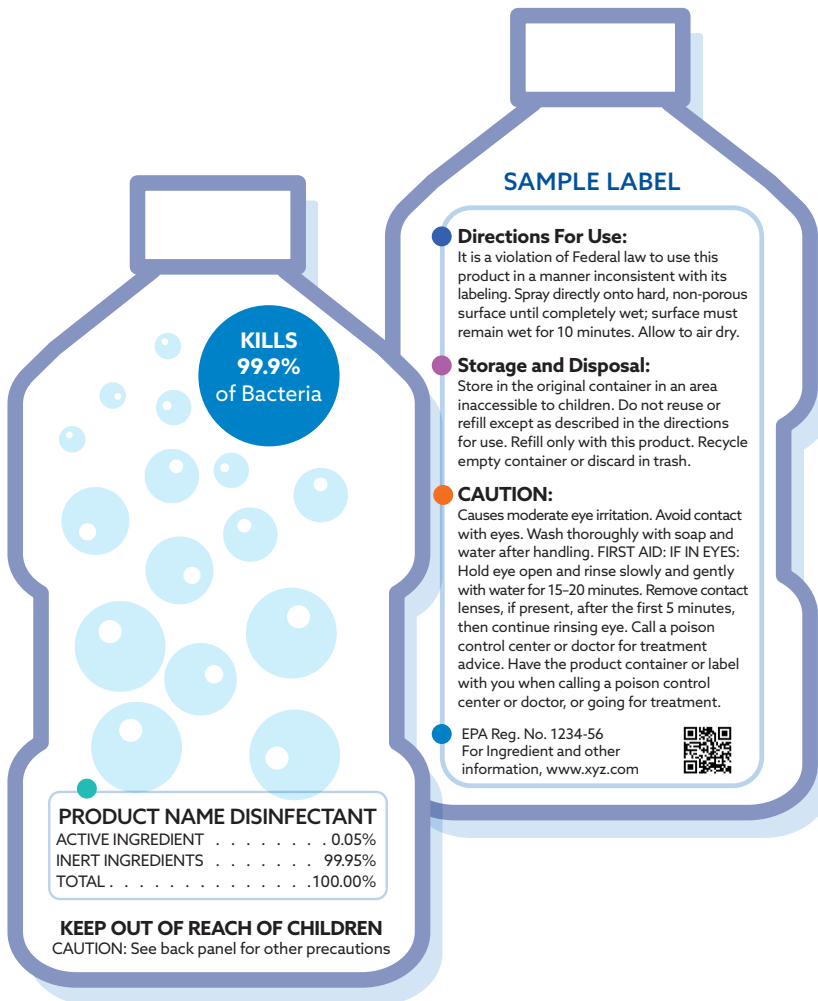 SAMPLE LABEL
Directions For Use:
It is a violation of Federal law to use this
product in a manner inconsistent with its
labeling. Spray directly onto hard, non-porous
surface until completely wet; surface must
remain wet for 10 minutes. Allow to air dry.
Storage and Disposal:
Store in the original container in an area
inaccessible to children. Do not reuse or
refill except as described in the directions
for use. Refill only with this product. Recycle
empty container or discard in trash.
CAUTION:
Causes moderate eye irritation. Avoid contact
with eyes. Wash thoroughly with soap and
water after handling. FIRST AID: IF IN EYES:
Hold eye open and rinse slowly and gently
with water for 15–20 minutes. Remove contact
lenses, if present, after the first 5 minutes,
then continue rinsing eye. Call a poison
control center or doctor for treatment
advice. Have the product container or label
with you when calling a poison control
center or doctor, or going for treatment.
EPA Reg. No. 1234-56
For Ingredient and other
information, www.xyz.com
KILLS
99.9%
of Bacteria
PRODUCT NAME DISINFECTANT
ACTIVE INGREDIENT . . . . . . . . 0.05%
INERT INGREDIENTS . . . . . . . 99.95%
TOTAL . . . . . . . . . . . . . . 100.00%
KEEP OUT OF REACH OF CHILDREN
CAUTION: See back panel for other precautions